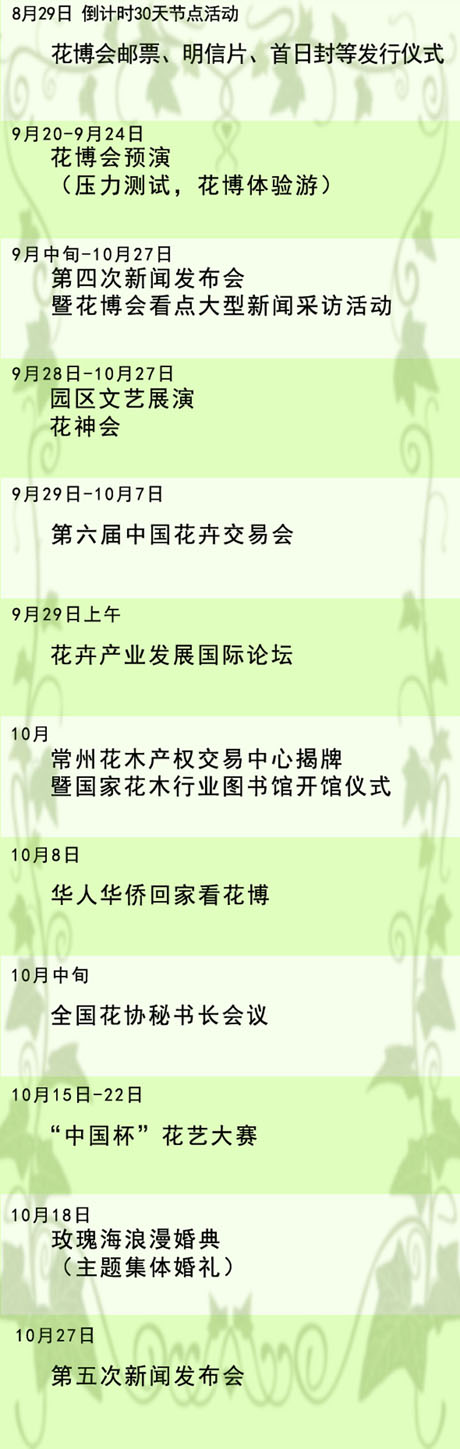 8月29日 倒计时30天节点活动
花博会邮票、明信片、首日封等发行仪式
9月20-9月24日
花博会预演
（压力测试，花博体验游）
9月中旬-10月27日
第四次新闻发布会
暨花博会看点大型新闻采访活动
9月28日-10月27日
园区文艺展演
花神会
9月29日-10月7日
第六届中国花卉交易会
9月29日上午
花卉产业发展国际论坛
10月
常州花木产权交易中心揭牌
暨国家花木行业图书馆开馆仪式
10月8日
华人华侨回家看花博
10月中旬
全国花协秘书长会议
10月15日-22日
“中国杯”花艺大赛
10月18日
玫瑰海浪漫婚典
（主题集体婚礼）
10月27日
第五次新闻发布会